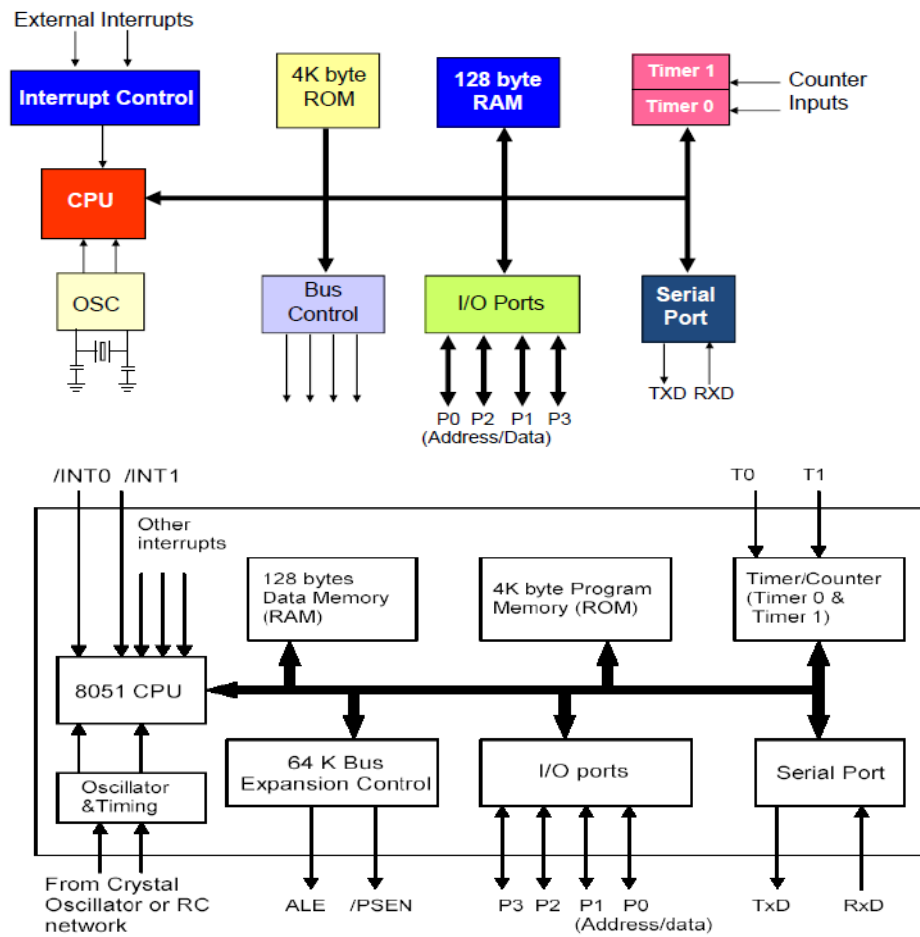 External Interrupts
Interrupt Control
4K byte
ROM
128 byte
RAM
Timer 1
Timer 0
Counter
Inputs
CPU
OSC
Bus
Control
I/O Ports
Serial
Port
TXD RXD
P0 P2 P1 P3
(Address/Data)
/INT0 /INT1
T0 T1
Other
interrupts
128 bytes
Data Memory
(RAM)
4K byte Program
Memory (ROM)
Timer/Counter
(Timer 0 &
Timer 1)
8051 CPU
Oscillator
&Timing
64 K Bus
Expansion Control
I/O ports
Serial Port
From Crystal
Oscillator or RC
network
ALE /PSEN
P3 P2 P1 P0
(Address/data)
TxD RxD